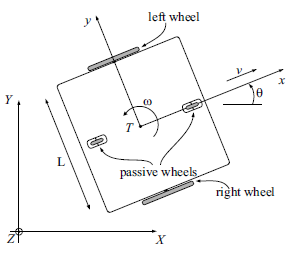 left wheel
y
v
x
θ
ω
Y
T
L
passive wheels
right wheel
Z
X